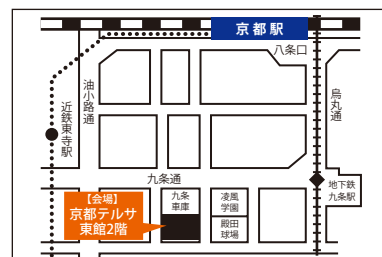 京都駅
八条口
油小路通
烏丸通
近鉄東寺駅
九条通
地下鉄
九条駅
【会場】
京都テルサ
東館2階
九条
車庫
凌風
学園
殿田
球場